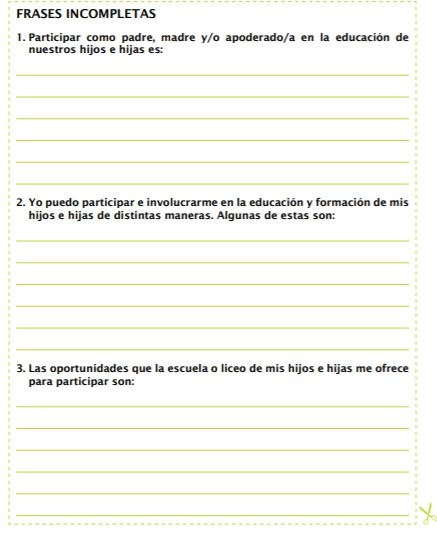 FRASES INCOMPLETAS
1. Participar como padre, madre y/o apoderado/a en la educación de
nuestros hijos e hijas es:
2. Yo puedo participar e involucrarme en la educación y formación de mis
hijos e hijas de distintas maneras. Algunas de estas son:
3. Las oportunidades que la escuela o liceo de mis hijos e hijas me ofrece
para participar son: